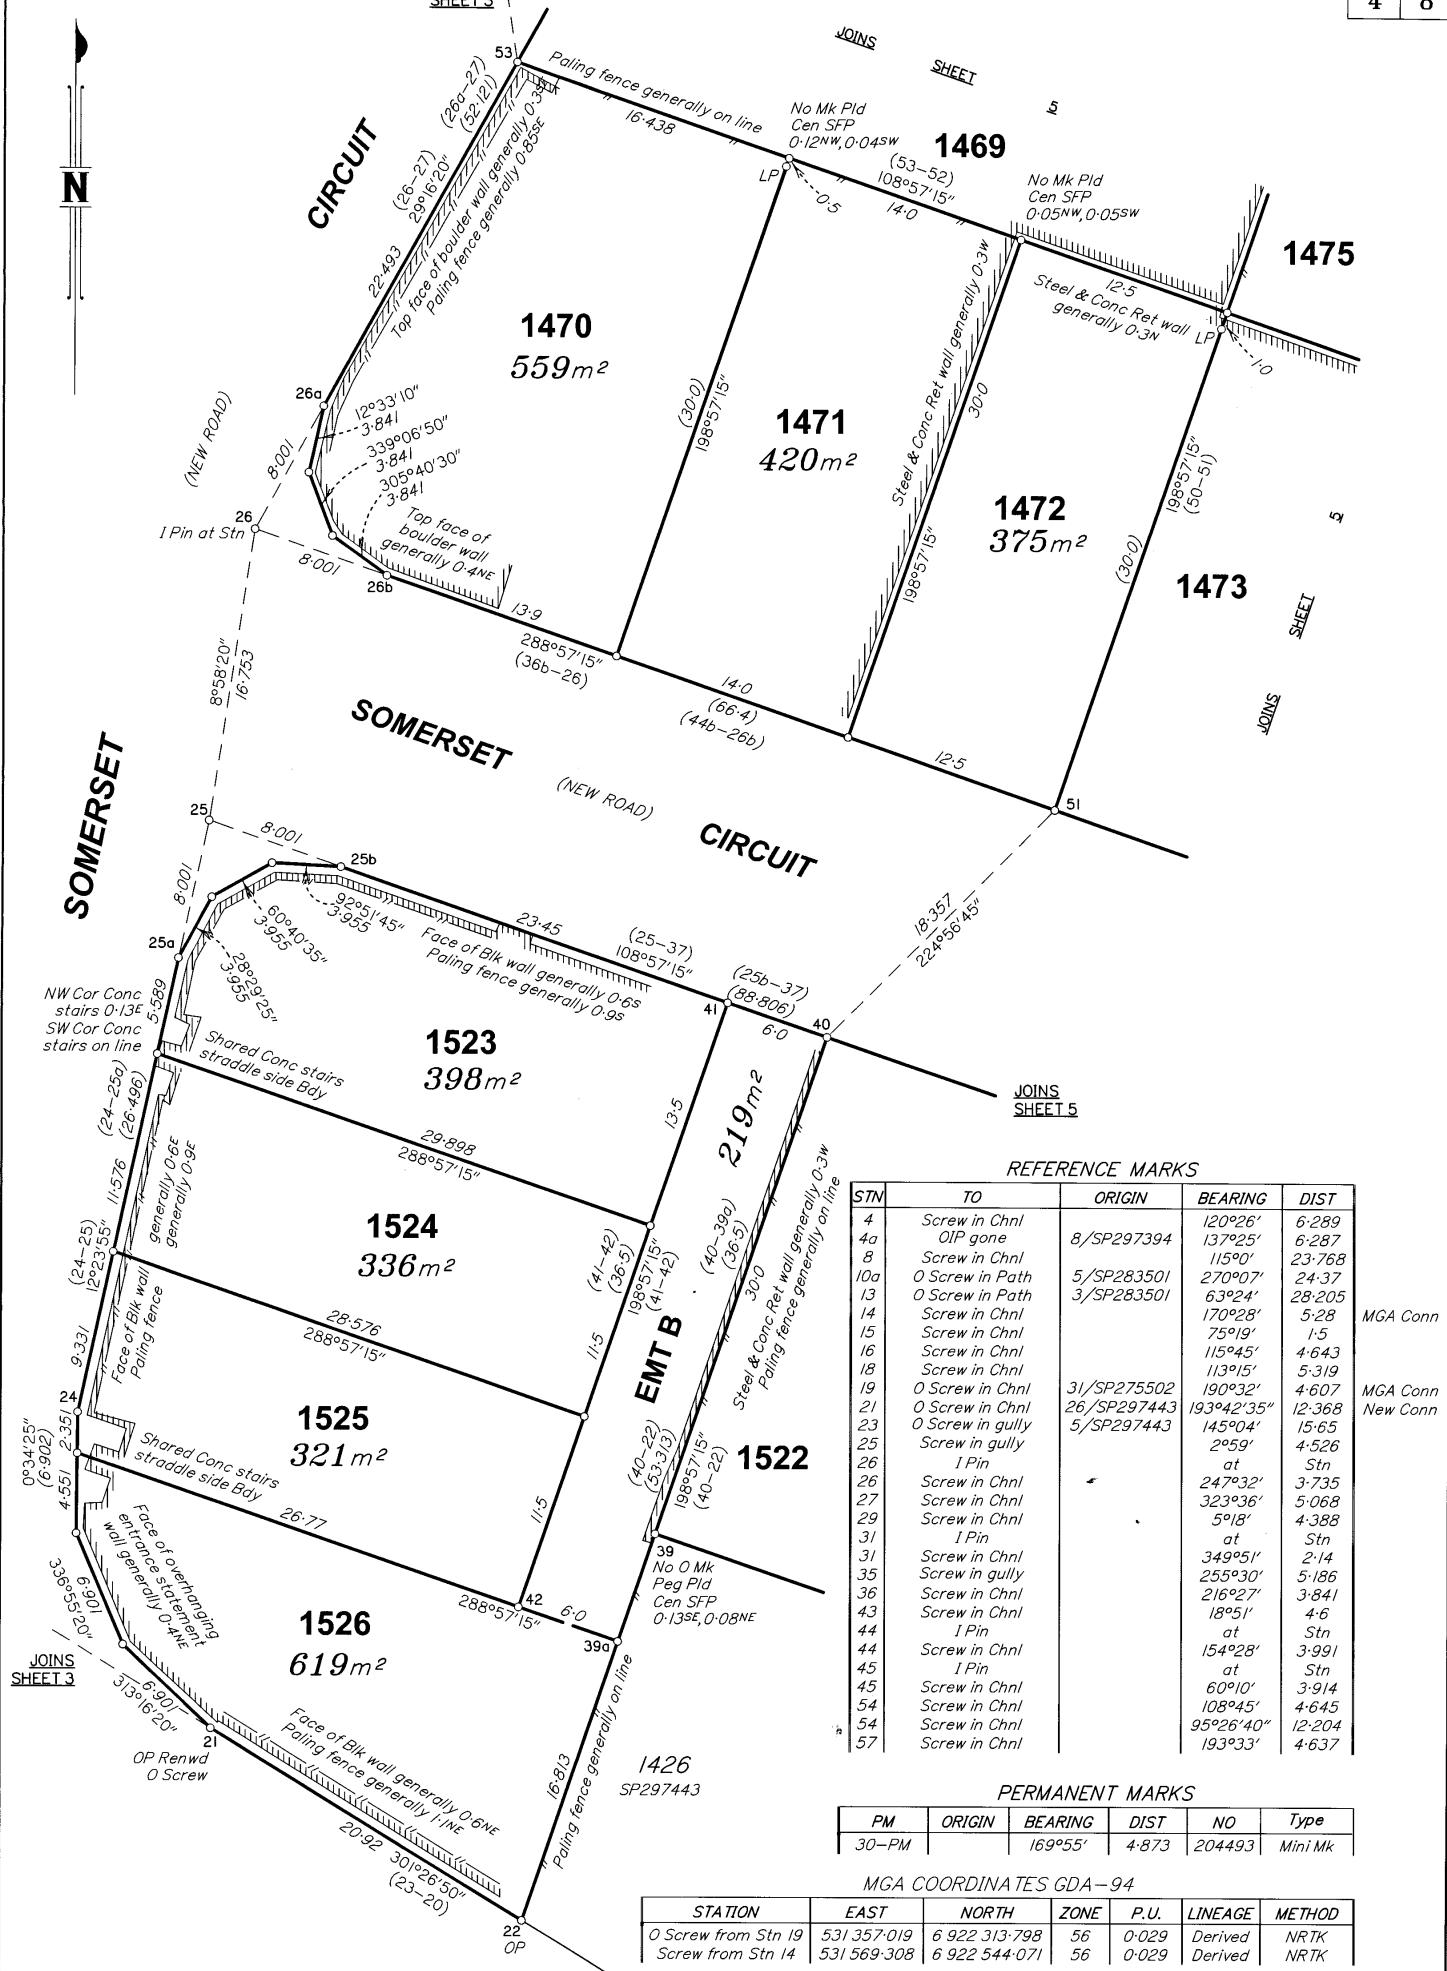 SHEET 3
4 8
N
JOINS
SHEET
5
53
(26a-27)
(52·121)
Paling fence generally on line
16·438
No Mk Pld
Cen SFP
0·12NW,0·04SW
1469
(53-52)
108°57'15"
14·0
No Mk Pld
Cen SFP
0·05NW,0·05SW
LP
0·5
CIRCUIT
(26-27)
29°16'20"
22·493
Top face of boulder wall generally 0·3SE
Paling fence generally 0·85SE
1475
12·5
Steel & Conc Ret wall
generally 0·3N
LP
1·0
1470
559m²
Steel & Conc Ret wall generally 0·3W
30·0
198°57'15"
(30·0)
198°57'15"
1471
420m²
1472
375m²
198°57'15"
(50-51)
(30·0)
1473
5
SHEET
JOINS
26a
12°33'10"
3·841
339°06'50"
3·841
305°40'30"
3·841
(NEW ROAD)
8·001
26
I Pin at Stn
8·001
26b
Top face of
boulder wall
generally 0·4NE
13·9
288°57'15"
(36b-26)
14·0
(66·4)
(44b-26b)
12·5
51
8°58'20"
16·753
SOMERSET
SOMERSET
(NEW ROAD)
CIRCUIT
25
8·001
25b
8·001
92°51'45"
3·955
60°40'35"
3·955
28°29'25"
3·955
25a
23·45
(25-37)
108°57'15"
Face of Blk wall generally 0·6S
Paling fence generally 0·9S
18·357
224°56'45"
(25b-37)
(88·806)
41
6·0
40
NW Cor Conc
stairs 0·13E
SW Cor Conc
stairs on line
5·589
Shared Conc stairs
straddle side Bdy
1523
398m²
JOINS
SHEET 5
(24-25a)
(26·496)
11·576
generally 0·6E
generally 0·9E
29·898
288°57'15"
13·5
219m²
1524
336m²
(24-25)
12°23'55"
9·331
Face of Blk wall
Paling fence
(41-42)
(36·5)
198°57'15"
(41-42)
(40-39a)
(36·5)
30·0
Steel & Conc Ret wall generally 0·3W
Paling fence generally on line
28·576
288°57'15"
11·5
EMT B
24
2·351
0°34'25"
(6·902)
4·551
1525
321m²
Shared Conc stairs
straddle side Bdy
(40-22)
(53·313)
198°57'15"
(40-22)
1522
26·77
11·5
Face of overhanging
entrance statement
wall generally 0·4NE
288°57'15"
42
6·0
39
No O Mk
Peg Pld
Cen SFP
0·13SE,0·08NE
39a
6·901
336°55'20"
1526
619m²
JOINS
SHEET 3
6·901
313°16'20"
21
OP Renwd
O Screw
Face of Blk wall generally 0·6NE
Paling fence generally 1·1NE
20·92
301°26'50"
(23-20)
16·813
Paling fence generally on line
1426
SP297443
22
OP
REFERENCE MARKS
STN TO ORIGIN BEARING DIST
4 Screw in Chnl 120°26' 6·289
4a OIP gone 8/SP297394 137°25' 6·287
8 Screw in Chnl 115°0' 23·768
10a O Screw in Path 5/SP283501 270°07' 24·37
13 O Screw in Path 3/SP283501 63°24' 28·205
14 Screw in Chnl 170°28' 5·28 MGA Conn
15 Screw in Chnl 75°19' 1·5
16 Screw in Chnl 115°45' 4·643
18 Screw in Chnl 113°15' 5·319
19 O Screw in Chnl 31/SP275502 190°32' 4·607 MGA Conn
21 O Screw in Chnl 26/SP297443 193°42'35" 12·368 New Conn
23 O Screw in gully 5/SP297443 145°04' 15·65
25 Screw in gully 2°59' 4·526
26 I Pin at Stn
26 Screw in Chnl 247°32' 3·735
27 Screw in Chnl 323°36' 5·068
29 Screw in Chnl 5°18' 4·388
31 I Pin at Stn
31 Screw in Chnl 349°51' 2·14
35 Screw in gully 255°30' 5·186
36 Screw in Chnl 216°27' 3·841
43 Screw in Chnl 18°51' 4·6
44 I Pin at Stn
44 Screw in Chnl 154°28' 3·991
45 I Pin at Stn
45 Screw in Chnl 60°10' 3·914
54 Screw in Chnl 108°45' 4·645
54 Screw in Chnl 95°26'40" 12·204
57 Screw in Chnl 193°33' 4·637
PERMANENT MARKS
PM ORIGIN BEARING DIST NO Type
30-PM 169°55' 4·873 204493 Mini Mk
MGA COORDINATES GDA-94
STATION EAST NORTH ZONE P.U. LINEAGE METHOD
O Screw from Stn 19 531 357·019 6 922 313·798 56 0·029 Derived NRTK
Screw from Stn 14 531 569·308 6 922 544·071 56 0·029 Derived NRTK